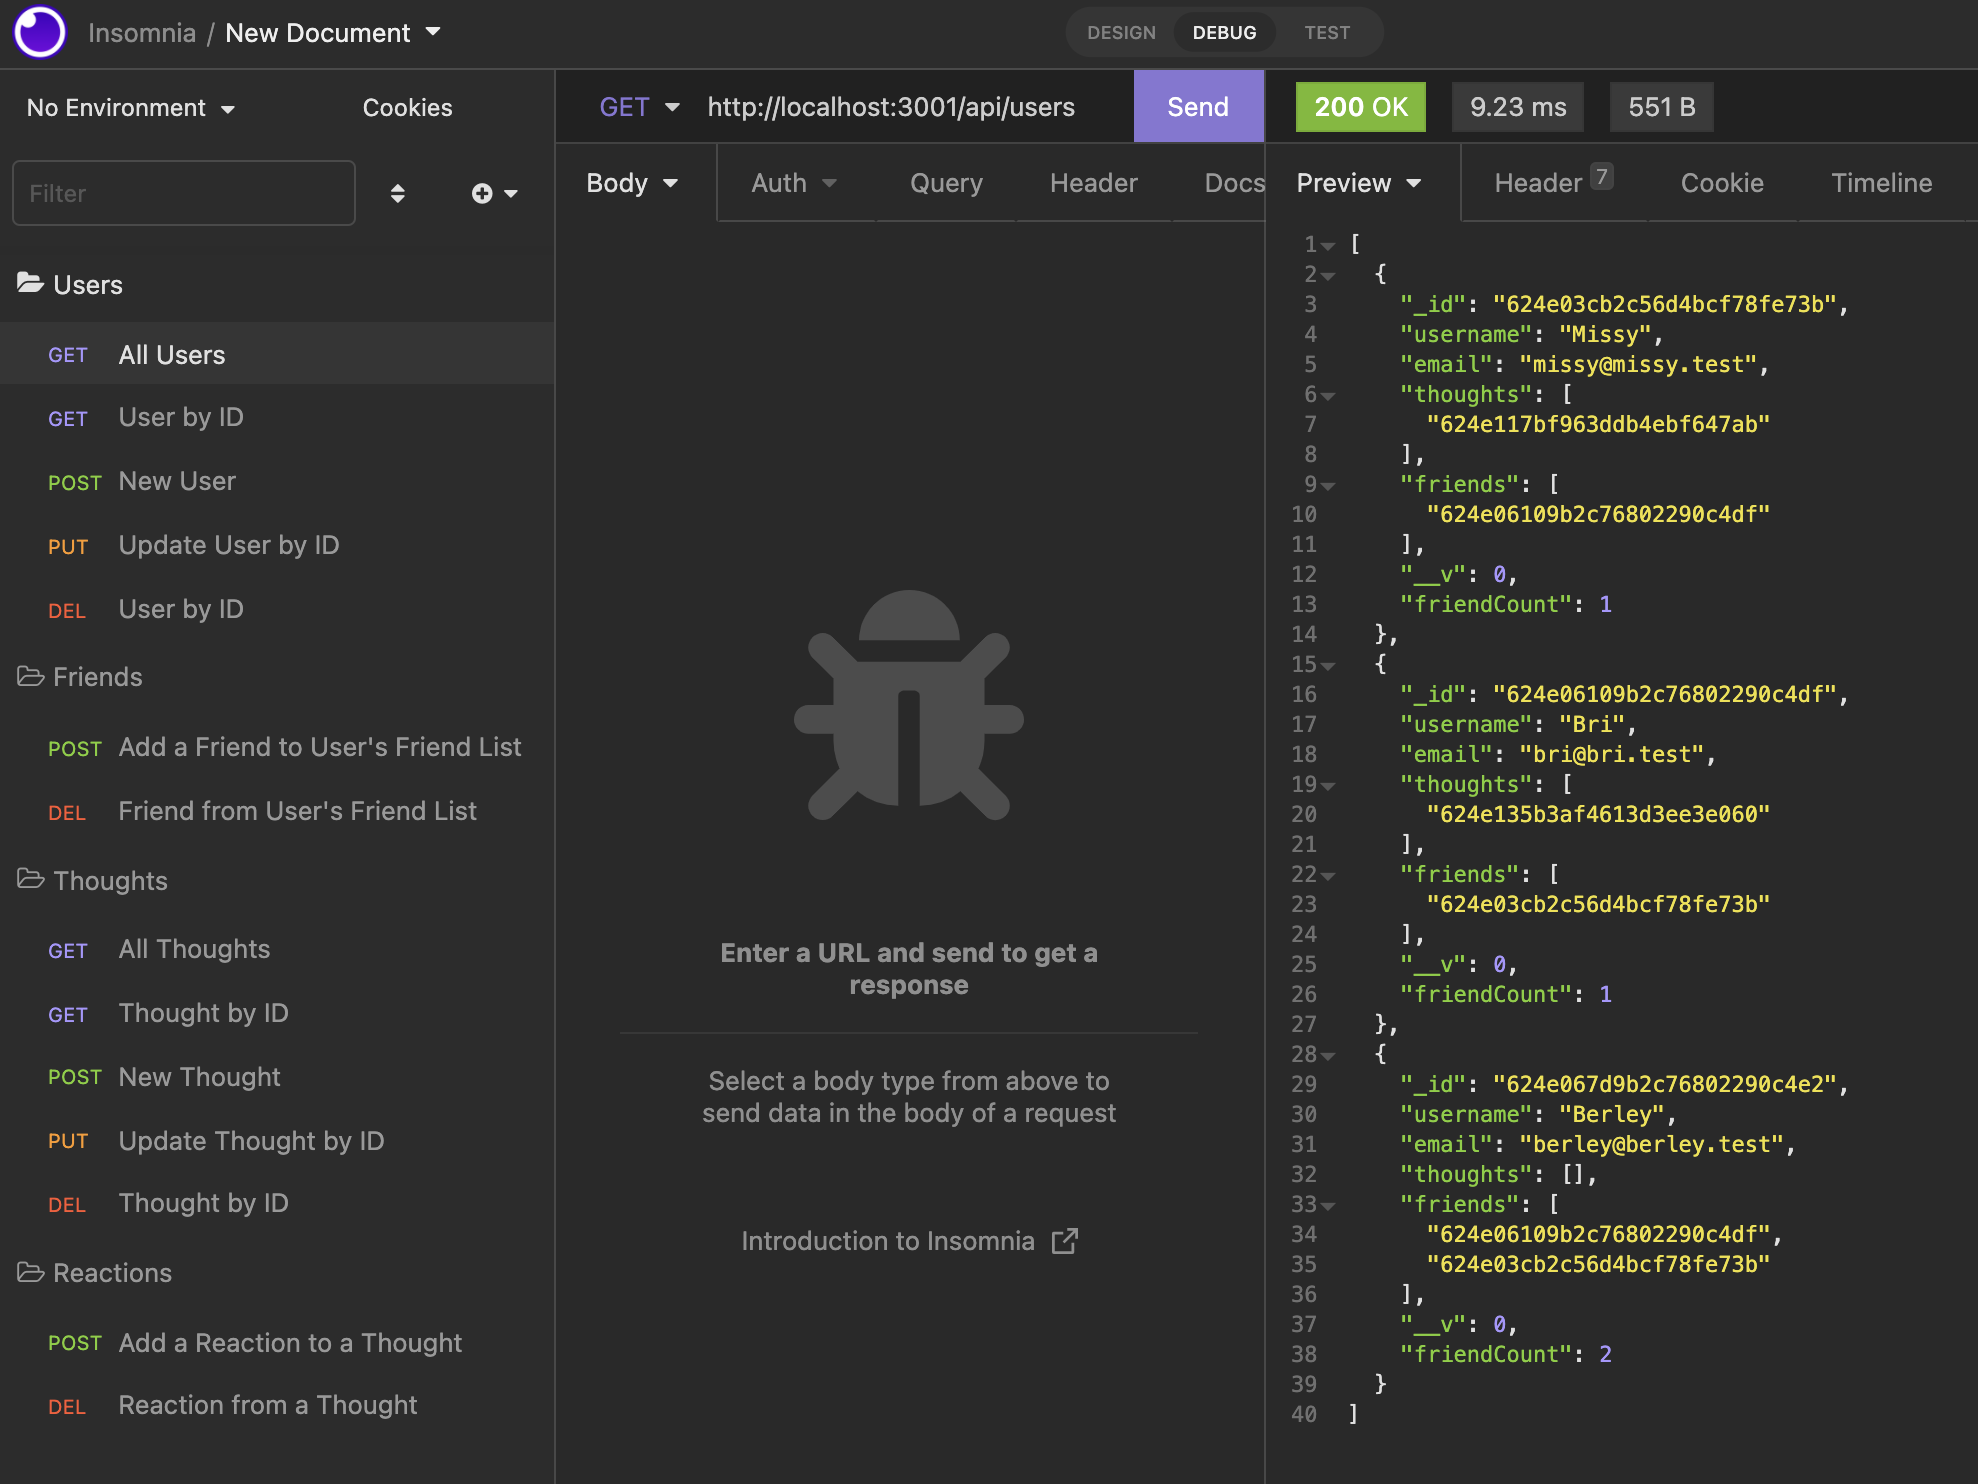 Insomnia / New Document
DESIGN DEBUG TEST
No Environment Cookies
Filter
Users
GET All Users
GET User by ID
POST New User
PUT Update User by ID
DEL User by ID
Friends
POST Add a Friend to User's Friend List
DEL Friend from User's Friend List
Thoughts
GET All Thoughts
GET Thought by ID
POST New Thought
PUT Update Thought by ID
DEL Thought by ID
Reactions
POST Add a Reaction to a Thought
DEL Reaction from a Thought
GET http://localhost:3001/api/users Send
Body Auth Query Header Docs
Enter a URL and send to get a
response
Select a body type from above to
send data in the body of a request
Introduction to Insomnia
200 OK 9.23 ms 551 B
Preview Header 7 Cookie Timeline
1 [
2 {
3 "_id": "624e03cb2c56d4bcf78fe73b",
4 "username": "Missy",
5 "email": "missy@missy.test",
6 "thoughts": [
7 "624e117bf963ddb4ebf647ab"
8 ],
9 "friends": [
10 "624e06109b2c76802290c4df"
11 ],
12 "__v": 0,
13 "friendCount": 1
14 },
15 {
16 "_id": "624e06109b2c76802290c4df",
17 "username": "Bri",
18 "email": "bri@bri.test",
19 "thoughts": [
20 "624e135b3af4613d3ee3e060"
21 ],
22 "friends": [
23 "624e03cb2c56d4bcf78fe73b"
24 ],
25 "__v": 0,
26 "friendCount": 1
27 },
28 {
29 "_id": "624e067d9b2c76802290c4e2",
30 "username": "Berley",
31 "email": "berley@berley.test",
32 "thoughts": [],
33 "friends": [
34 "624e06109b2c76802290c4df",
35 "624e03cb2c56d4bcf78fe73b"
36 ],
37 "__v": 0,
38 "friendCount": 2
39 }
40 ]